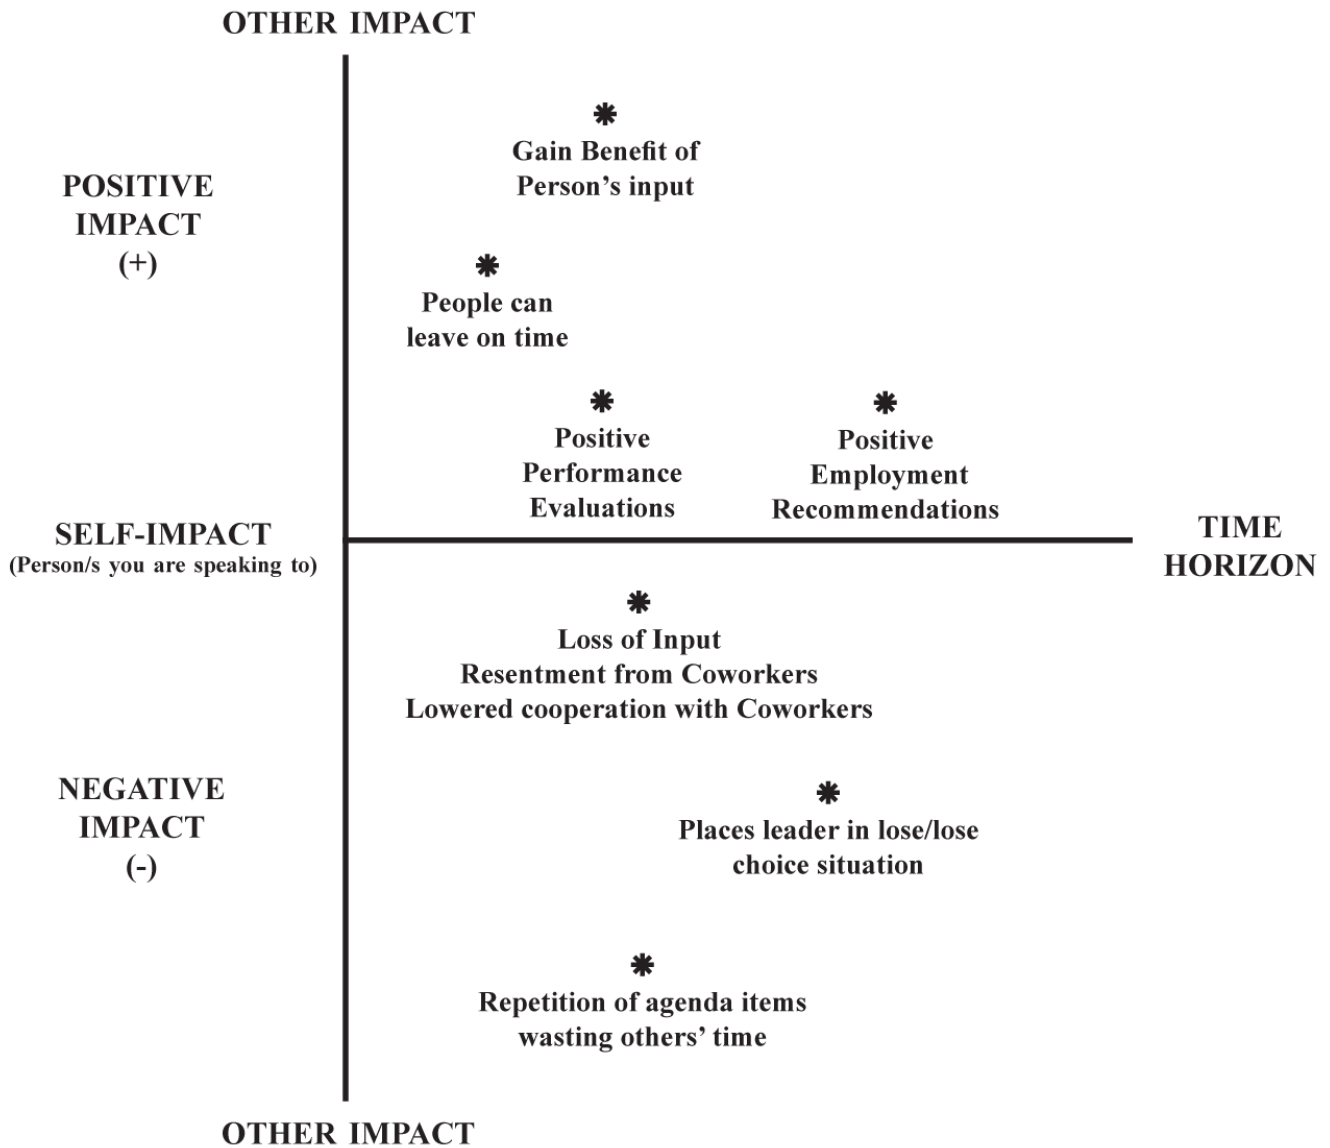 OTHER IMPACT
Gain Benefit of
Person’s input
POSITIVE
IMPACT
(+)
People can
leave on time
Positive
Performance
Evaluations
Positive
Employment
Recommendations
SELF-IMPACT
(Person/s you are speaking to)
TIME
HORIZON
Loss of Input
Resentment from Coworkers
Lowered cooperation with Coworkers
NEGATIVE
IMPACT
(-)
Places leader in lose/lose
choice situation
Repetition of agenda items
wasting others’ time
OTHER IMPACT